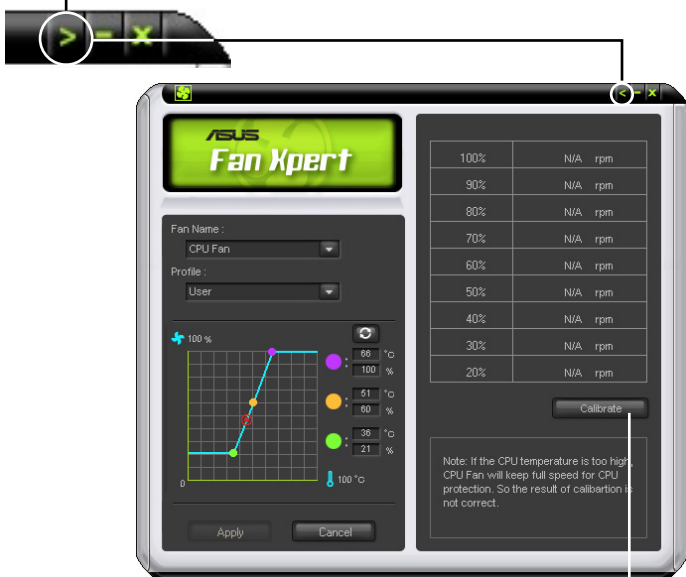 > - x
< - x
ASUS
Fan Xpert
Fan Name :
CPU Fan
Profile :
User
100 %
66 °C
100 %
51 °C
60 %
36 °C
21 %
0
100 °C
Apply
Cancel
100% N/A rpm
90% N/A rpm
80% N/A rpm
70% N/A rpm
60% N/A rpm
50% N/A rpm
40% N/A rpm
30% N/A rpm
20% N/A rpm
Calibrate
Note: If the CPU temperature is too high,
CPU Fan will keep full speed for CPU
protection. So the result of calibartion is
not correct.